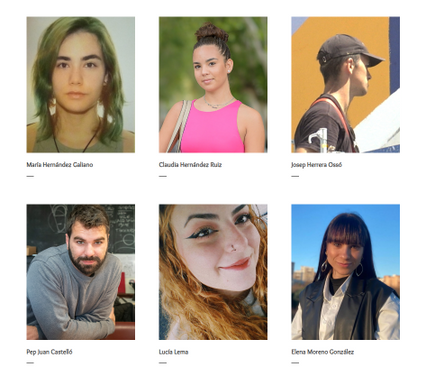 María Hernández Galiano
Claudia Hernández Ruiz
Josep Herrera Ossó
Pep Juan Castelló
Lucía Lema
Elena Moreno González